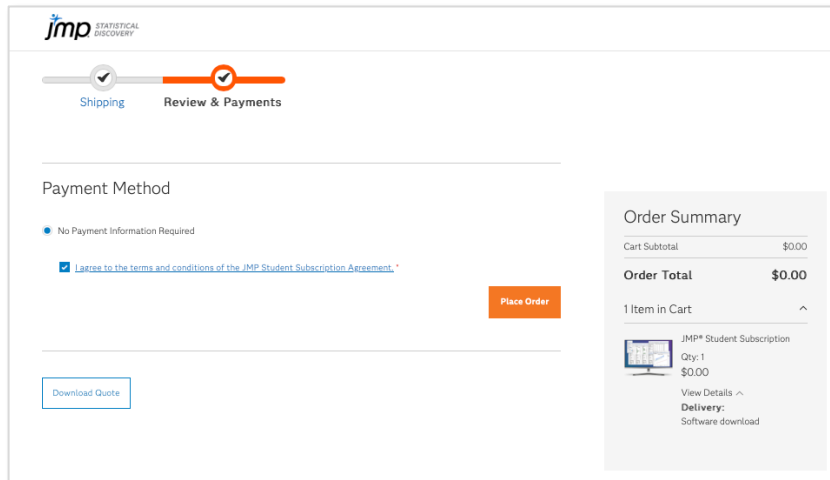 jmp STATISTICAL
DISCOVERY
Shipping
Review & Payments
Payment Method
No Payment Information Required
I agree to the terms and conditions of the JMP Student Subscription Agreement. *
Place Order
Download Quote
Order Summary
Cart Subtotal $0.00
Order Total $0.00
1 Item in Cart
JMP® Student Subscription
Qty: 1
$0.00
View Details
Delivery:
Software download